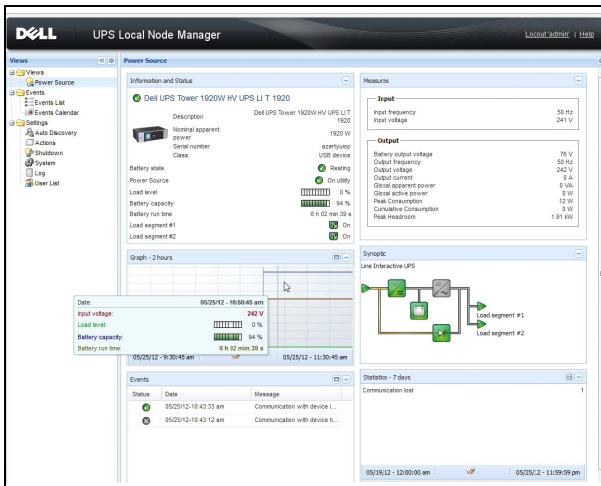 DELL UPS Local Node Manager
Logout 'admin' | Help
Views
Power Source
Views
Power Source
Events
Events List
Events Calendar
Settings
Auto Discovery
Actions
Shutdown
System
Log
User List
Information and Status
Dell UPS Tower 1920W HV UPS LI T 1920
Description Dell UPS Tower 1920W HV UPS LI T 1920
Nominal apparent power 1920 W
Serial number azertyuiop
Class USB device
Battery state Resting
Power Source On utility
Load level 0 %
Battery capacity 94 %
Battery run time 6 h 02 min 39 s
Load segment #1 On
Load segment #2 On
Measures
Input
Input frequency 50 Hz
Input voltage 241 V
Output
Battery output voltage 76 V
Output frequency 50 Hz
Output voltage 242 V
Output current 0 A
Global apparent power 0 VA
Global active power 0 W
Peak Consumption 12 W
Cumulative Consumption 0 W
Peak Headroom 1.91 kW
Graph - 2 hours
Date: 05/25/12 - 10:50:45 am
Input voltage: 242 V
Load level: 0 %
Battery capacity: 94 %
Battery run time: 6 h 02 min 39 s
05/25/12 - 9:30:45 am
05/25/12 - 11:30:45 am
Synoptic
Line Interactive UPS
Load segment #1
Load segment #2
Events
Status Date Message
05/25/12-10:43:33 am Communication with device i...
05/25/12-10:43:12 am Communication with device h...
Statistics - 7 days
Communication lost 1
05/19/12 - 12:00:00 am
05/25/12 - 11:59:59 pm